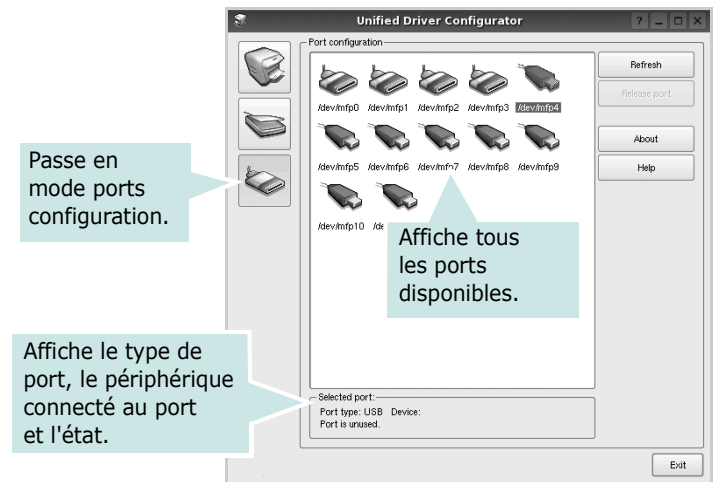 Unified Driver Configurator
Port configuration
/dev/mfp0 /dev/mfp1 /dev/mfp2 /dev/mfp3 /dev/mfp4
Refresh
Release port
About
Help
/dev/mfp5 /dev/mfp6 /dev/mfp7 /dev/mfp8 /dev/mfp9
/dev/mfp10
Passe en
mode ports
configuration.
Affiche tous
les ports
disponibles.
Affiche le type de
port, le périphérique
connecté au port
et l'état.
Selected port:
Port type: USB Device:
Port is unused.
Exit